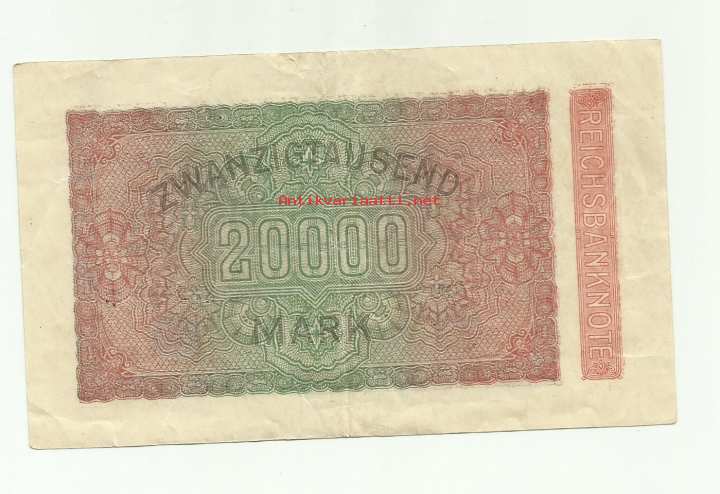 ZWANZIGTAUSEND
Antikvariaatti.net
20000
MARK
REICHSBANKNOTE